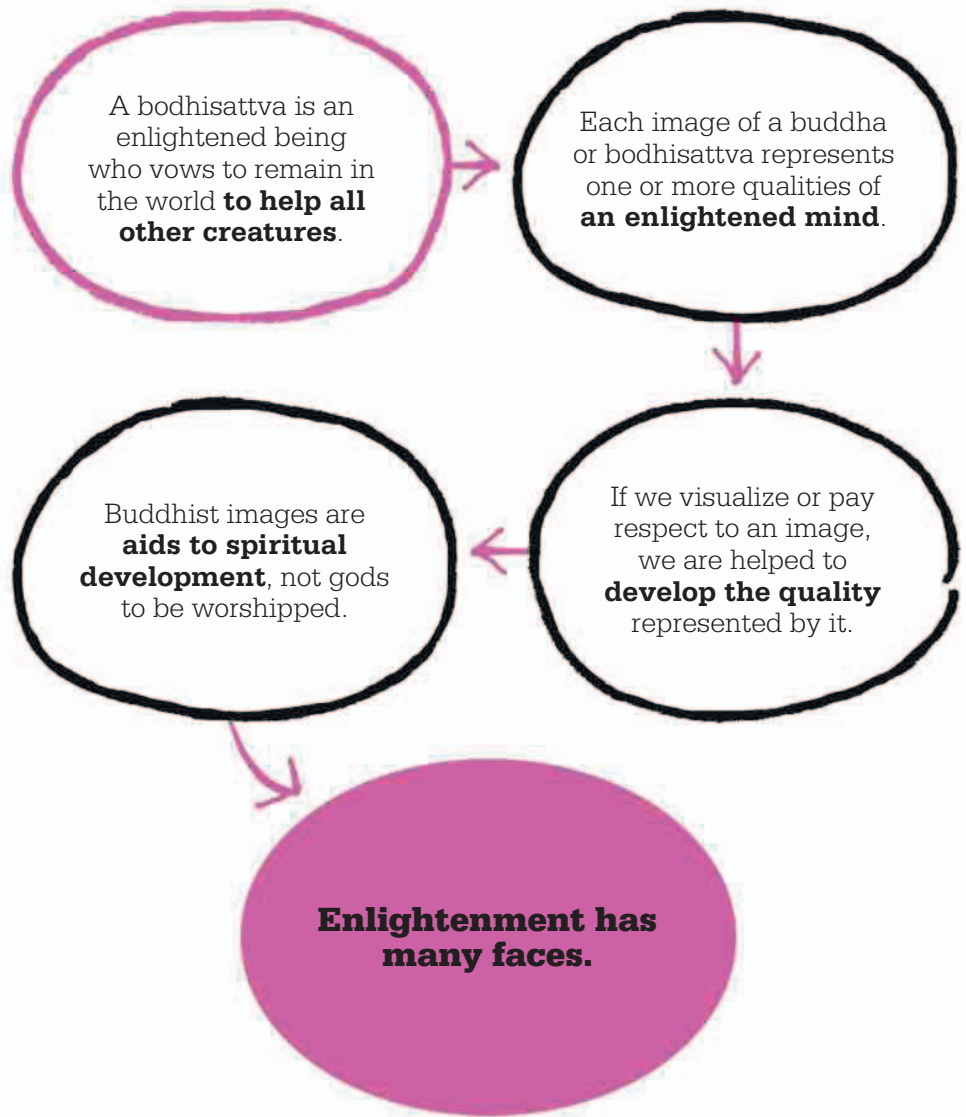 A bodhisattva is an
enlightened being
who vows to remain in
the world to help all
other creatures.
Each image of a buddha
or bodhisattva represents
one or more qualities of
an enlightened mind.
If we visualize or pay
respect to an image,
we are helped to
develop the quality
represented by it.
Buddhist images are
aids to spiritual
development, not gods
to be worshipped.
Enlightenment has
many faces.